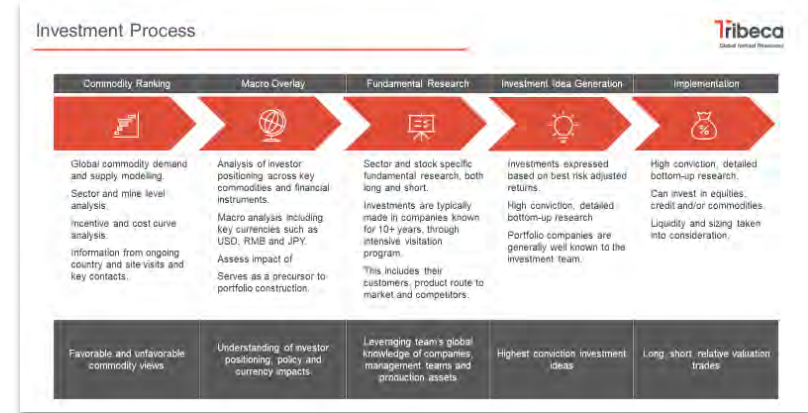 Investment Process
Tribeca
Global Natural Resources
Commodity Ranking
Macro Overlay
Fundamental Research
Investment Idea Generation
Implementation
%
Global commodity demand
and supply modelling.
Sector and mine level
analysis.
Incentive and cost curve
analysis.
Information from ongoing
country and site visits and
key contacts.
Analysis of investor
positioning across key
commodities and financial
instruments.
Macro analysis including
key currencies such as
USD, RMB and JPY.
Assess impact of
Serves as a precursor to
portfolio construction.
Sector and stock specific
fundamental research, both
long and short.
Investments are typically
made in companies known
for 10+ years, through
intensive visitation
program.
This includes their
customers, product route to
market and competitors.
Investments expressed
based on best risk adjusted
returns.
High conviction, detailed
bottom-up research
Portfolio companies are
generally well known to the
investment team.
High conviction, detailed
bottom-up research.
Can invest in equities,
credit and/or commodities.
Liquidity and sizing taken
into consideration.
Favorable and unfavorable
commodity views
Understanding of investor
positioning, policy and
currency impacts
Leveraging team's global
knowledge of companies,
management teams and
production assets
Highest conviction investment
ideas
Long, short, relative valuation
trades